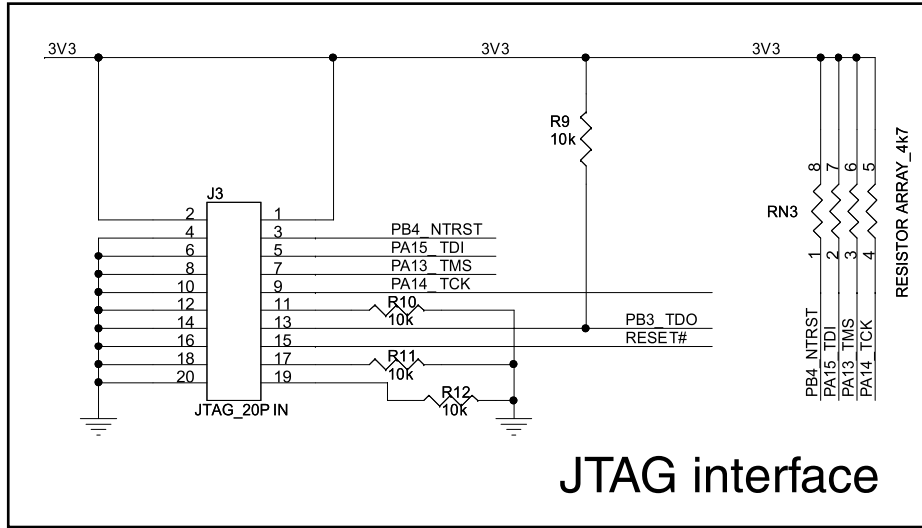 3V3 3V3 3V3
R9
10k
J3
2 1
4 3 PB4_NTRST
6 5 PA15_TDI
8 7 PA13_TMS
10 9 PA14_TCK
12 11 R10
10k
14 13 PB3_TDO
16 15 RESET#
18 17 R11
10k
20 19 R12
10k
JTAG_20PIN
8 7 6 5
RN3
1 2 3 4
PB4_NTRST
PA15_TDI
PA13_TMS
PA14_TCK
RESISTOR ARRAY_4k7
JTAG interface